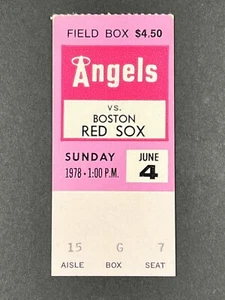 FIELD BOX $4.50
Angels
VS.
BOSTON
RED SOX
SUNDAY JUNE
1978 • 1:00 P.M. 4
15 G 7
AISLE BOX SEAT